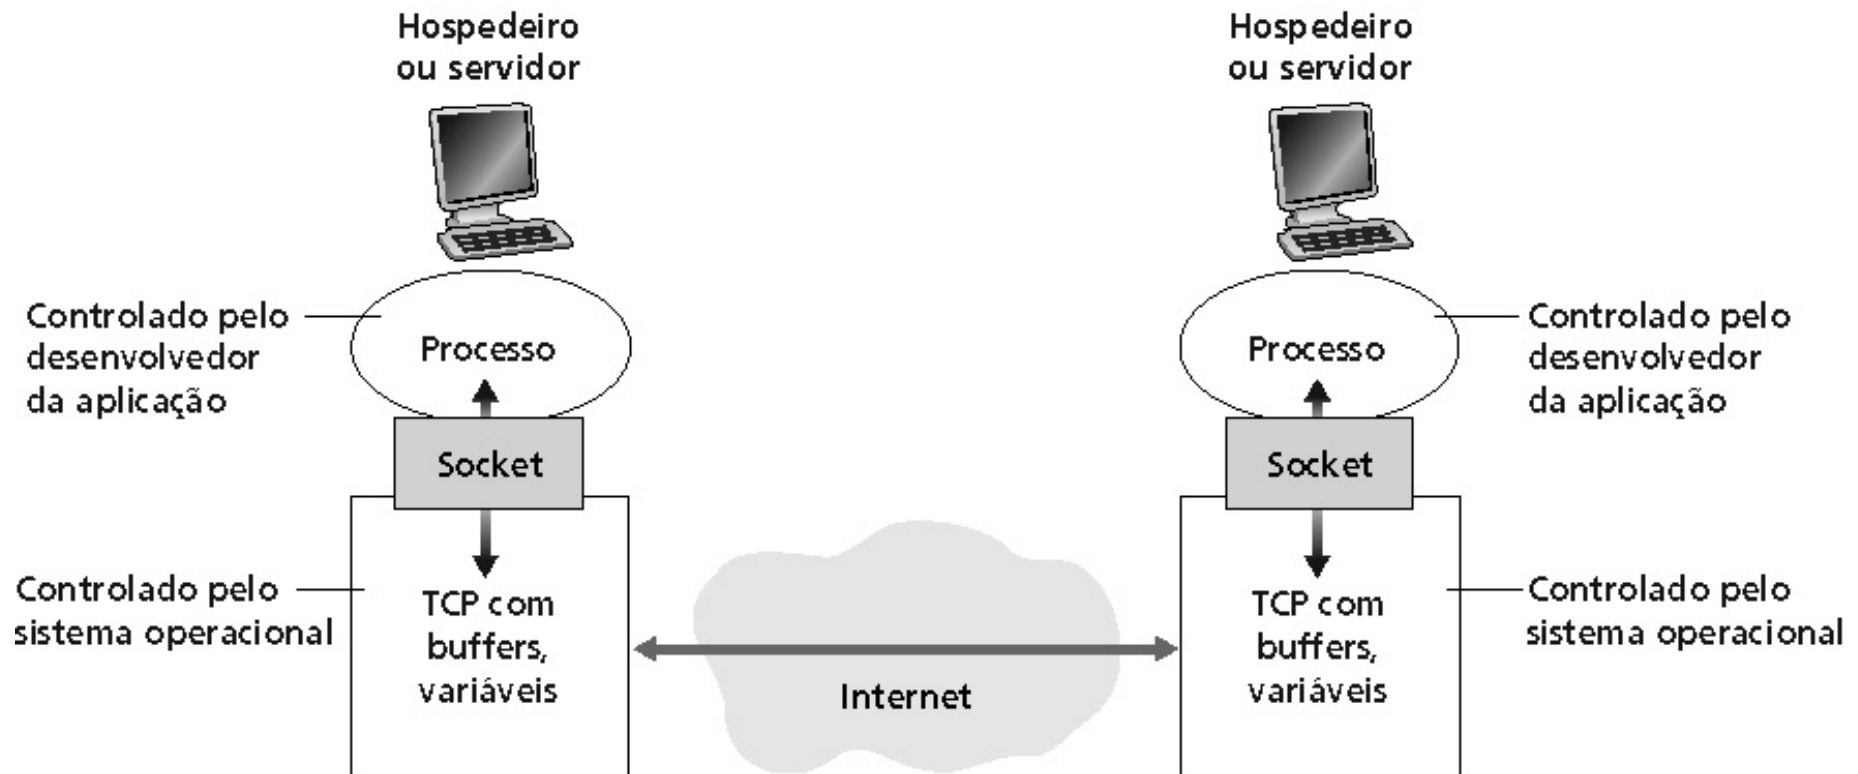 Hospedeiro
ou servidor
Hospedeiro
ou servidor
Controlado pelo
desenvolvedor
da aplicação
Processo
Processo
Controlado pelo
desenvolvedor
da aplicação
Socket
Socket
Controlado pelo
sistema operacional
TCP com
buffers,
variáveis
Internet
TCP com
buffers,
variáveis
Controlado pelo
sistema operacional